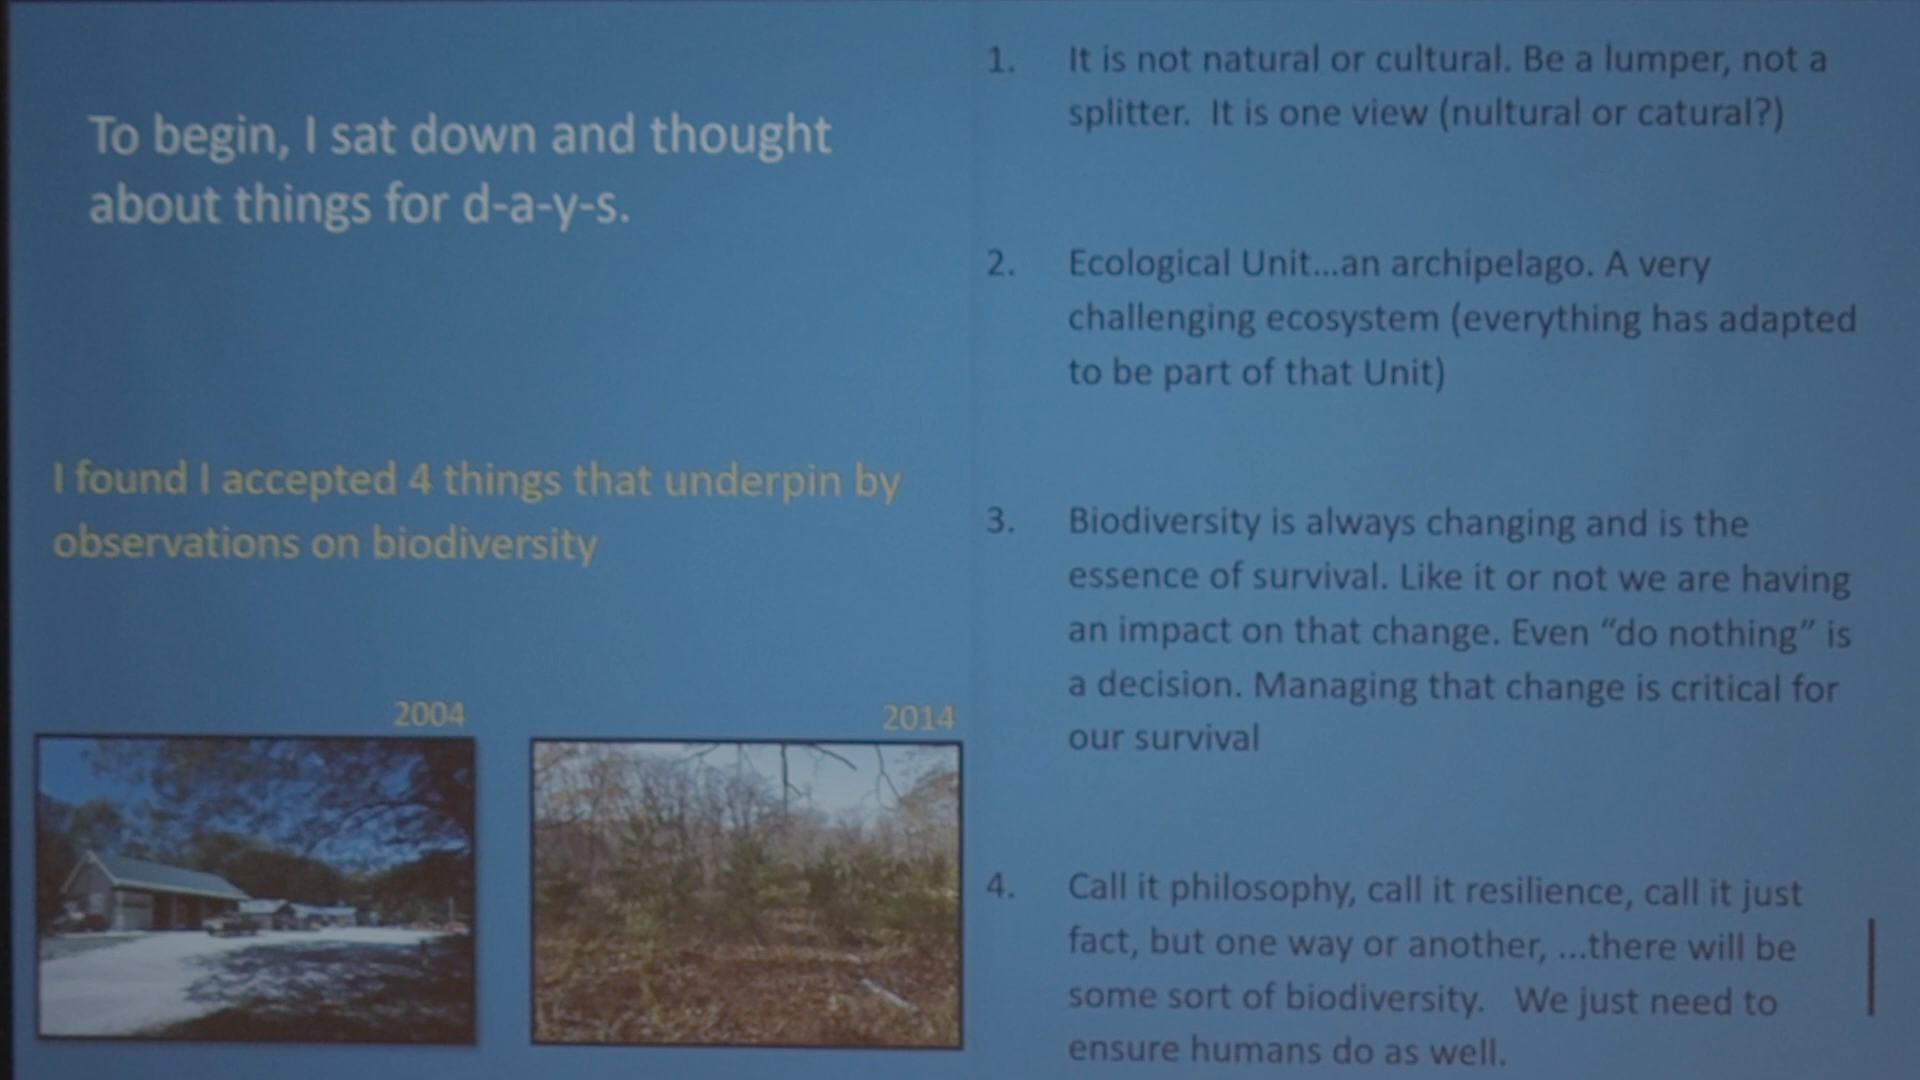 To begin, I sat down and thought
about things for d-a-y-s.
I found I accepted 4 things that underpin by
observations on biodiversity
2004
2014
1. It is not natural or cultural. Be a lumper, not a
splitter. It is one view (nultural or catural?)
2. Ecological Unit...an archipelago. A very
challenging ecosystem (everything has adapted
to be part of that Unit)
3. Biodiversity is always changing and is the
essence of survival. Like it or not we are having
an impact on that change. Even “do nothing” is
a decision. Managing that change is critical for
our survival
4. Call it philosophy, call it resilience, call it just
fact, but one way or another, ...there will be
some sort of biodiversity. We just need to
ensure humans do as well.